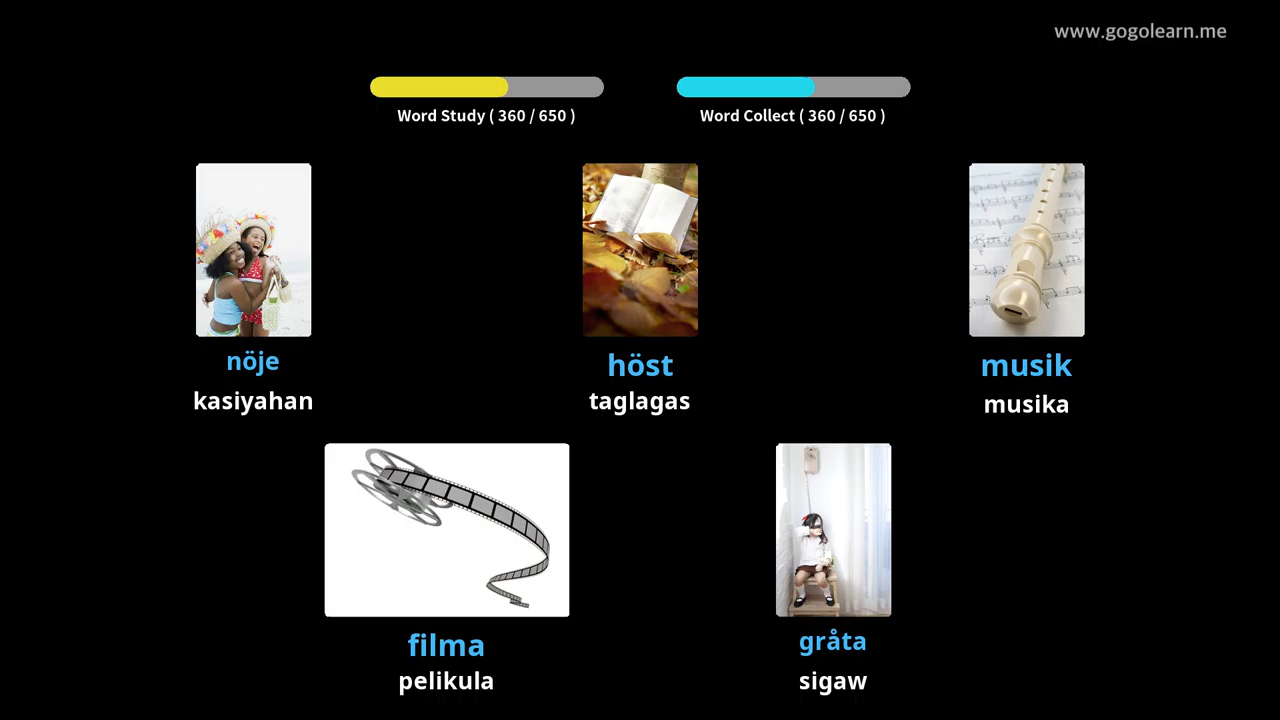 www.gogolearn.me
Word Study ( 360 / 650 )
Word Collect ( 360 / 650 )
nöje
kasiyahan
höst
taglagas
musik
musika
filma
pelikula
gråta
sigaw